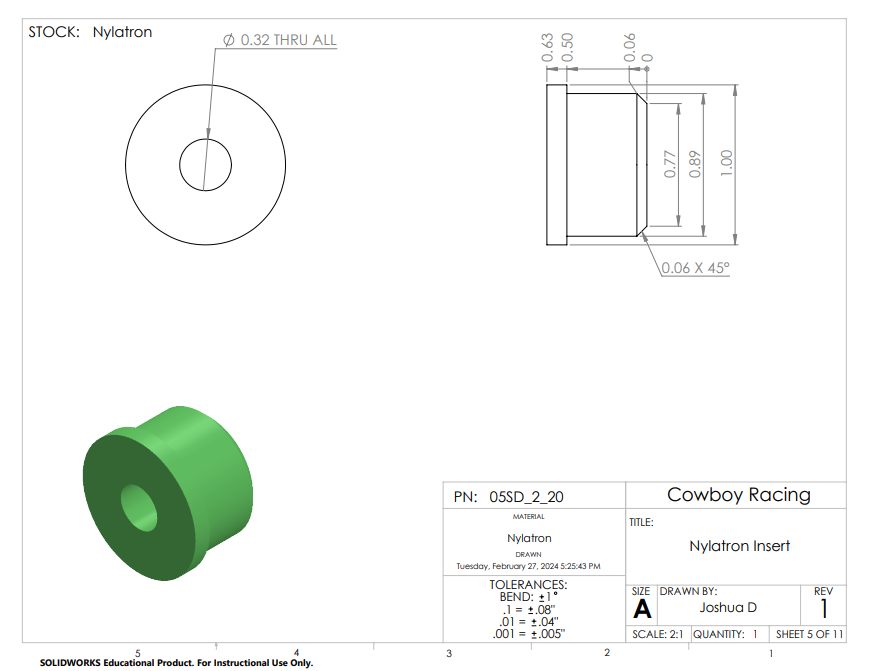 STOCK: Nylatron
Ø 0.32 THRU ALL
0.63
0.50
0.06
0
0.77
0.89
1.00
0.06 X 45°
PN: 05SD_2_20
MATERIAL
Nylatron
DRAWN
Tuesday, February 27, 2024 5:25:43 PM
TOLERANCES:
BEND: ±1°
.1 = ±.08"
.01 = ±.04"
.001 = ±.005"
Cowboy Racing
TITLE:
Nylatron Insert
SIZE
A
DRAWN BY:
Joshua D
REV
1
SCALE: 2:1
QUANTITY: 1
SHEET 5 OF 11
5 4 3 2 1
SOLIDWORKS Educational Product. For Instructional Use Only.